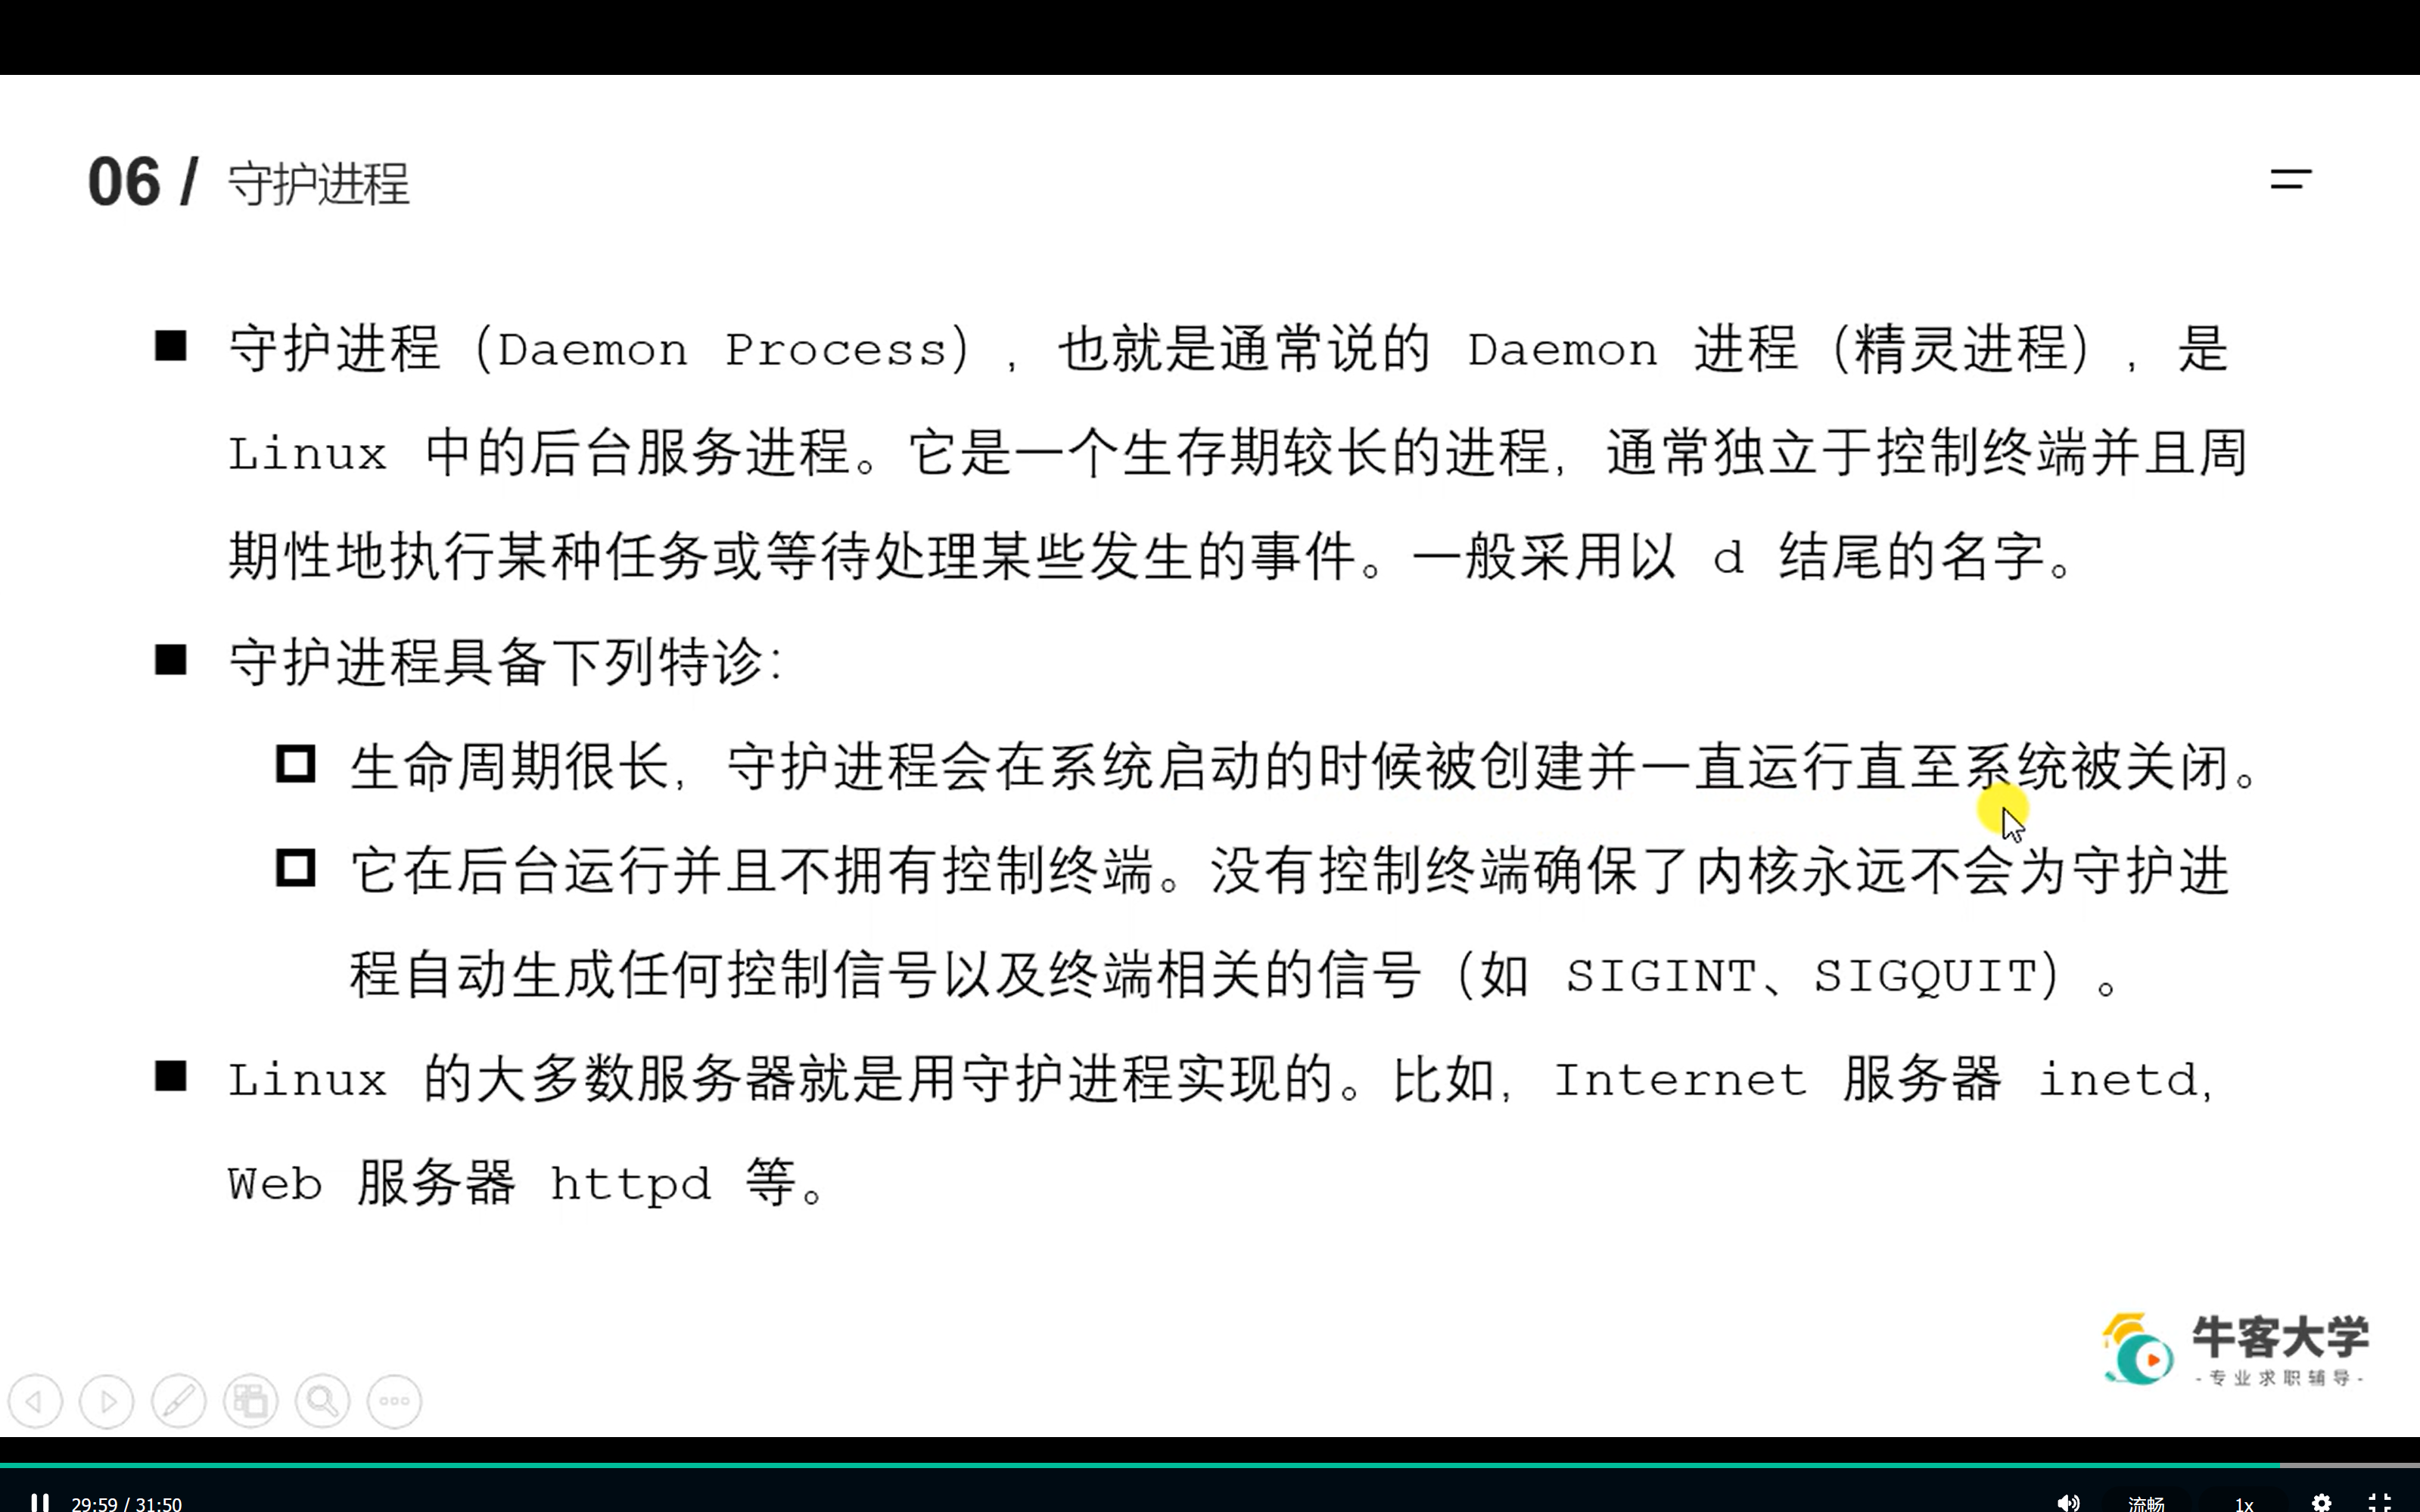 06 / 守护进程
■ 守护进程（Daemon Process），也就是通常说的 Daemon 进程（精灵进程），是
Linux 中的后台服务进程。它是一个生存期较长的进程，通常独立于控制终端并且周
期性地执行某种任务或等待处理某些发生的事件。一般采用以 d 结尾的名字。
■ 守护进程具备下列特诊：
生命周期很长，守护进程会在系统启动的时候被创建并一直运行直至系统被关闭。
它在后台运行并且不拥有控制终端。没有控制终端确保了内核永远不会为守护进
程自动生成任何控制信号以及终端相关的信号（如 SIGINT、SIGQUIT）。
■ Linux 的大多数服务器就是用守护进程实现的。比如，Internet 服务器 inetd，
Web 服务器 httpd 等。
牛客大学
-专业求职辅导-
29:59 / 31:50
流畅
1x